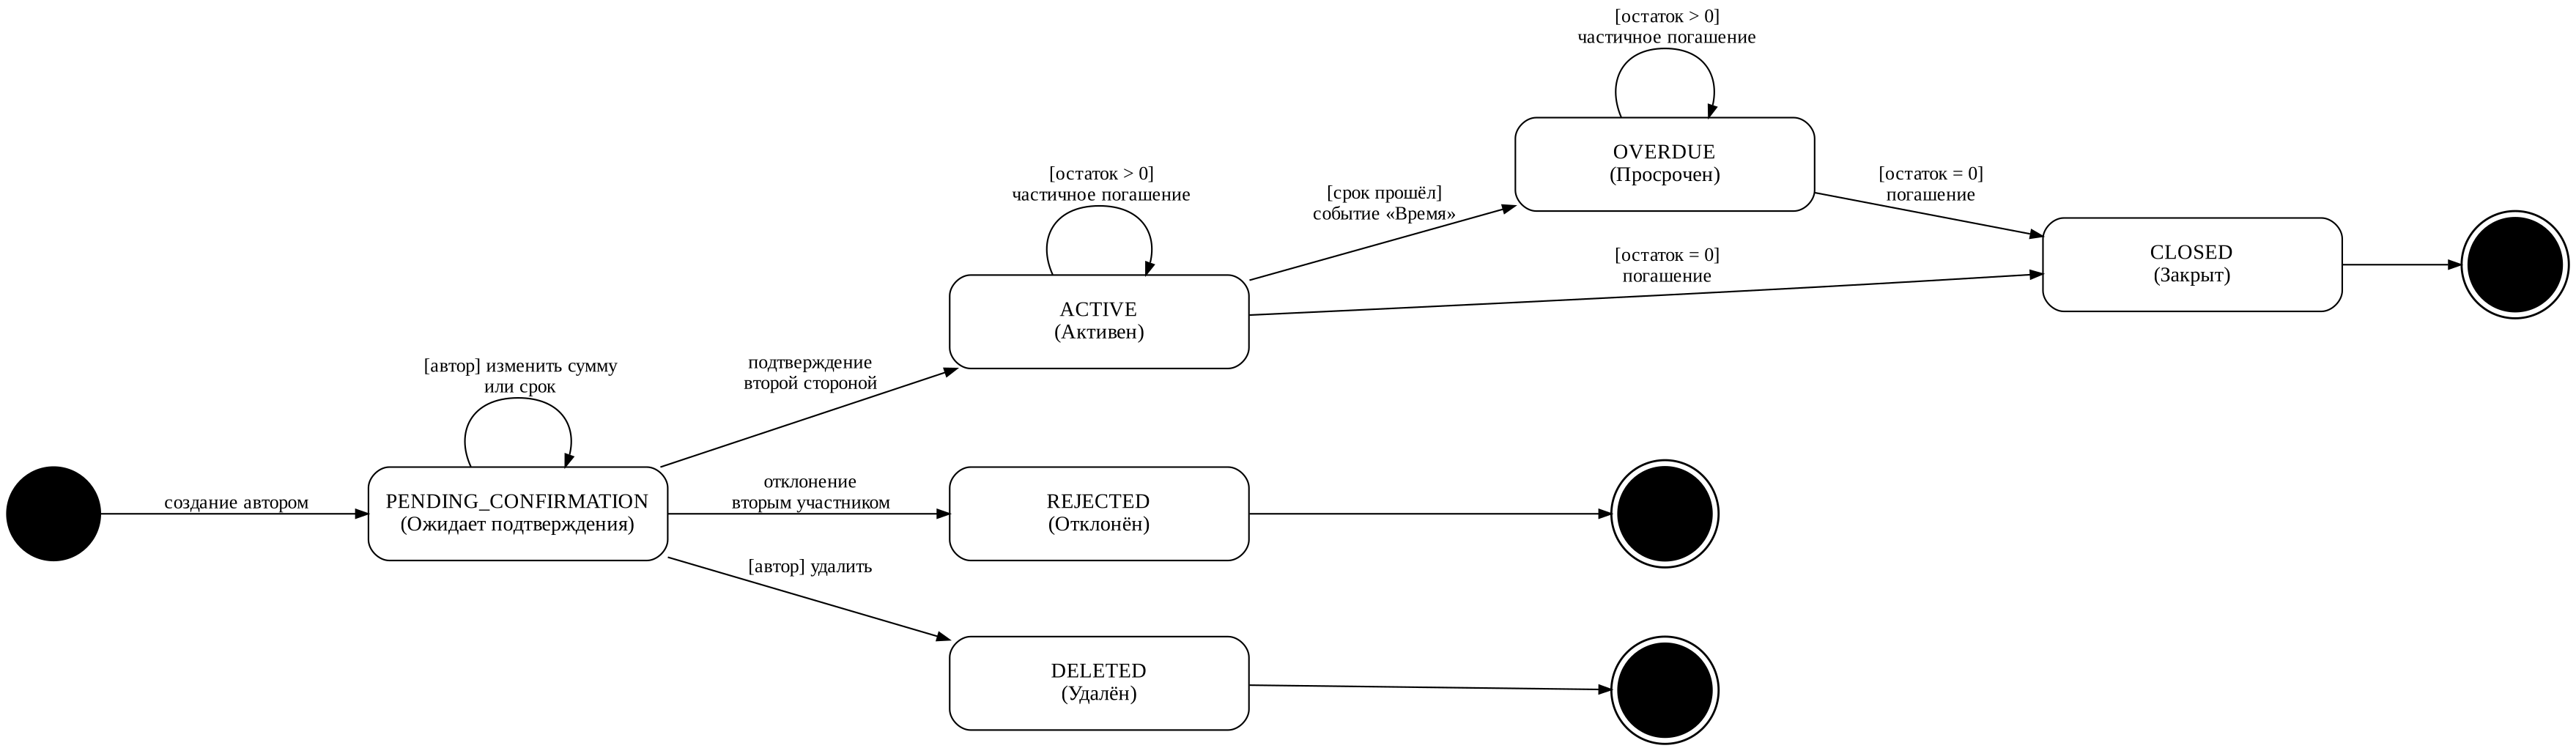 [остаток > 0]
частичное погашение
OVERDUE
(Просрочен)
[остаток > 0]
частичное погашение
[срок прошёл]
событие «Время»
[остаток = 0]
погашение
[остаток = 0]
погашение
CLOSED
(Закрыт)
ACTIVE
(Активен)
[автор] изменить сумму
или срок
подтверждение
второй стороной
создание автором
PENDING_CONFIRMATION
(Ожидает подтверждения)
отклонение
вторым участником
REJECTED
(Отклонён)
[автор] удалить
DELETED
(Удалён)